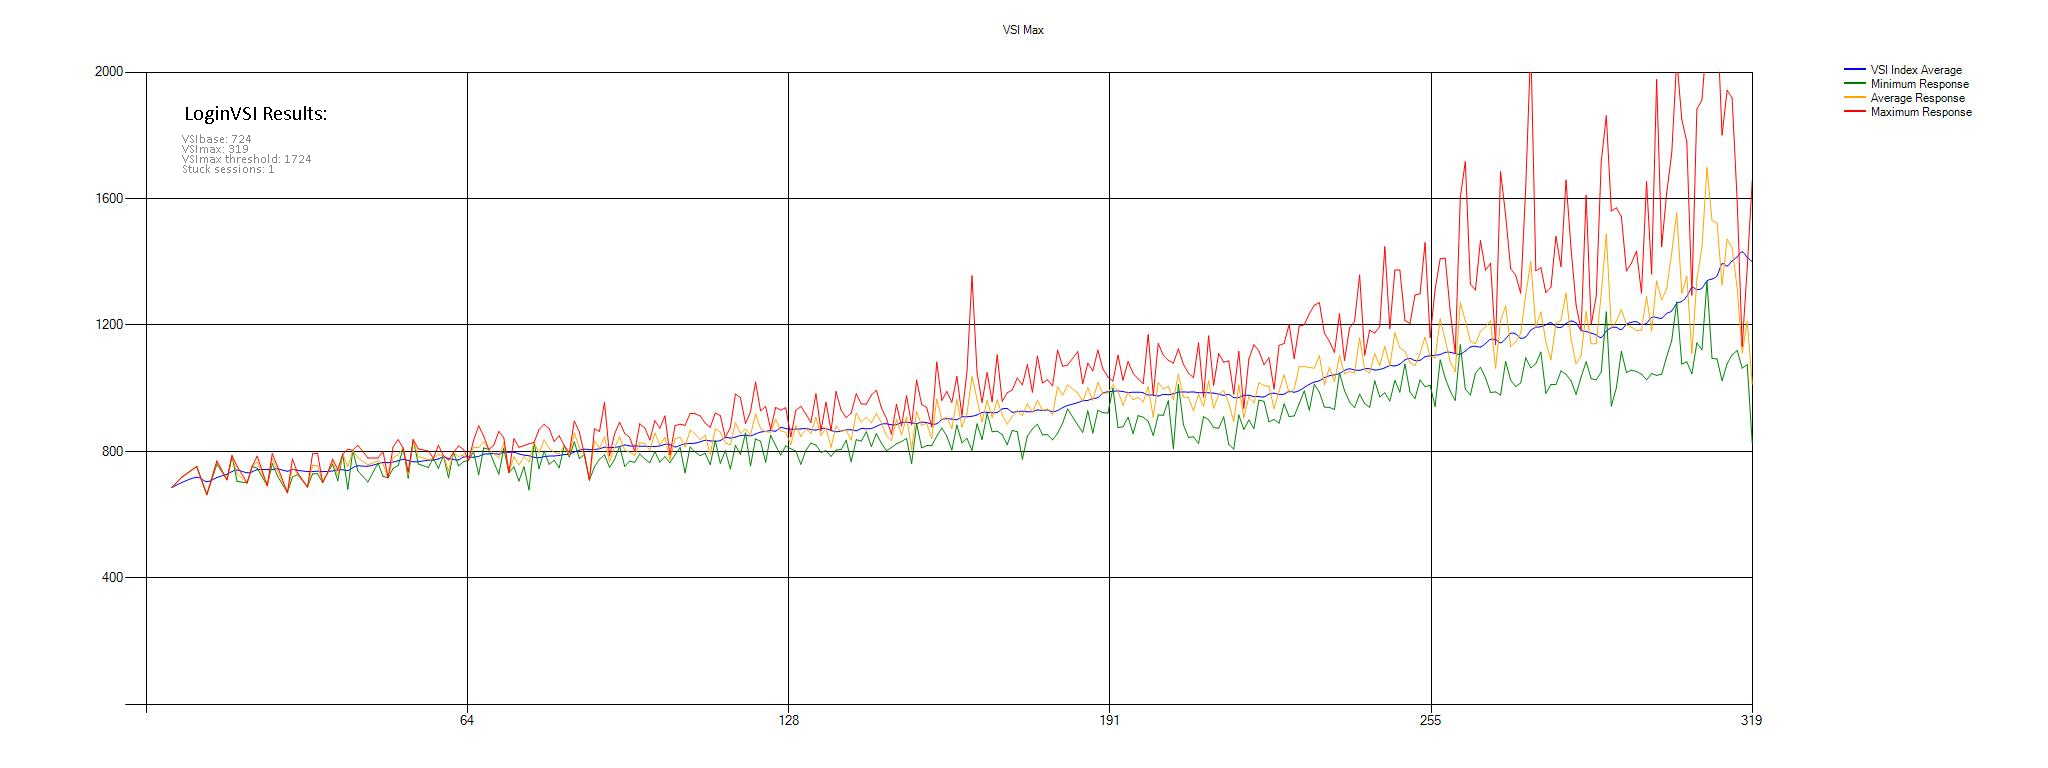 VSI Max
2000
1600
1200
800
400
LoginVSI Results:
VSIbase: 724
VSImax: 319
VSImax threshold: 1724
Stuck sessions: 1
64
128
191
255
319
VSI Index Average
Minimum Response
Average Response
Maximum Response